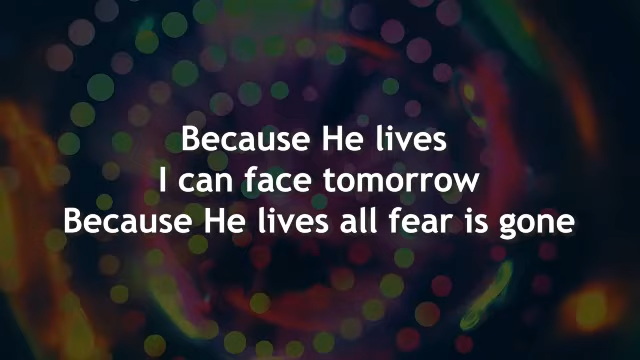 Because He lives
I can face tomorrow
Because He lives all fear is gone